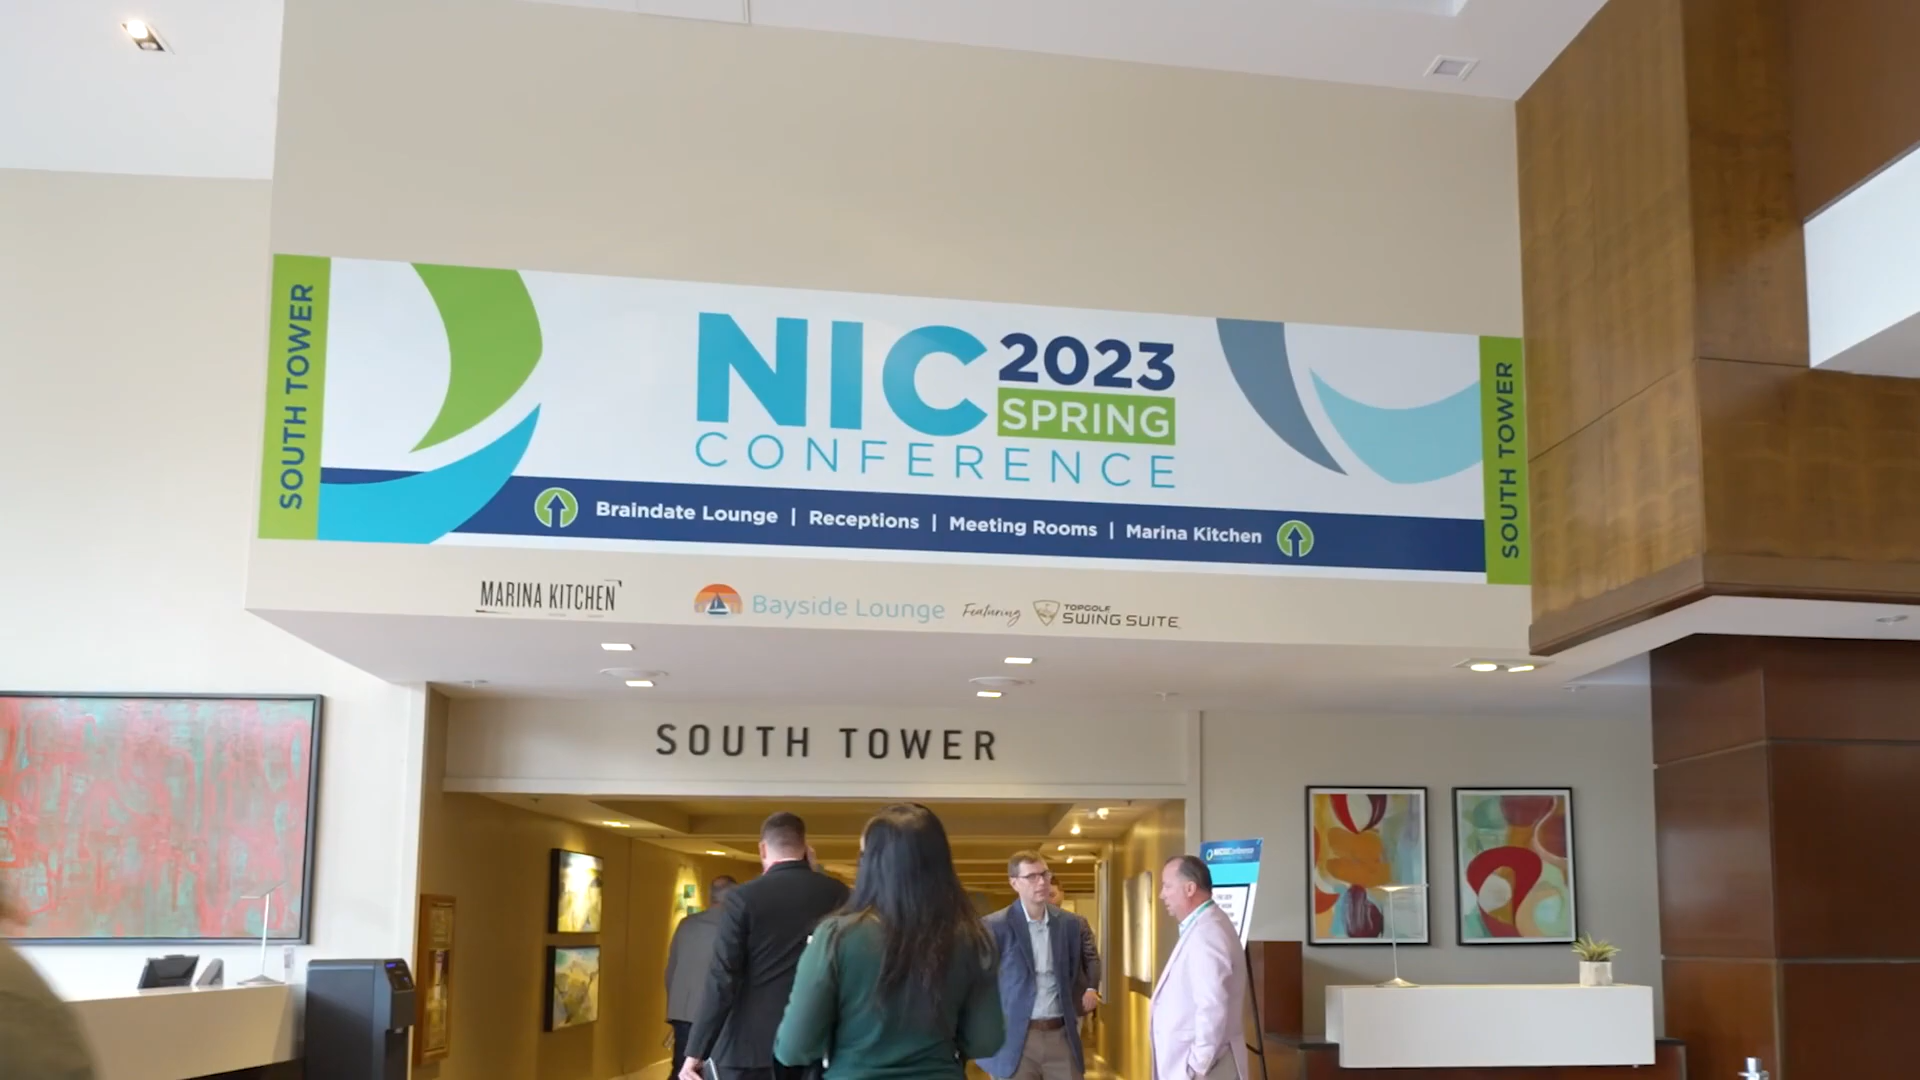 SOUTH TOWER
NIC 2023
SPRING
CONFERENCE
SOUTH TOWER
Braindate Lounge | Receptions | Meeting Rooms | Marina Kitchen
MARINA KITCHEN
Bayside Lounge Featuring TOPGOLF SWING SUITE
SOUTH TOWER